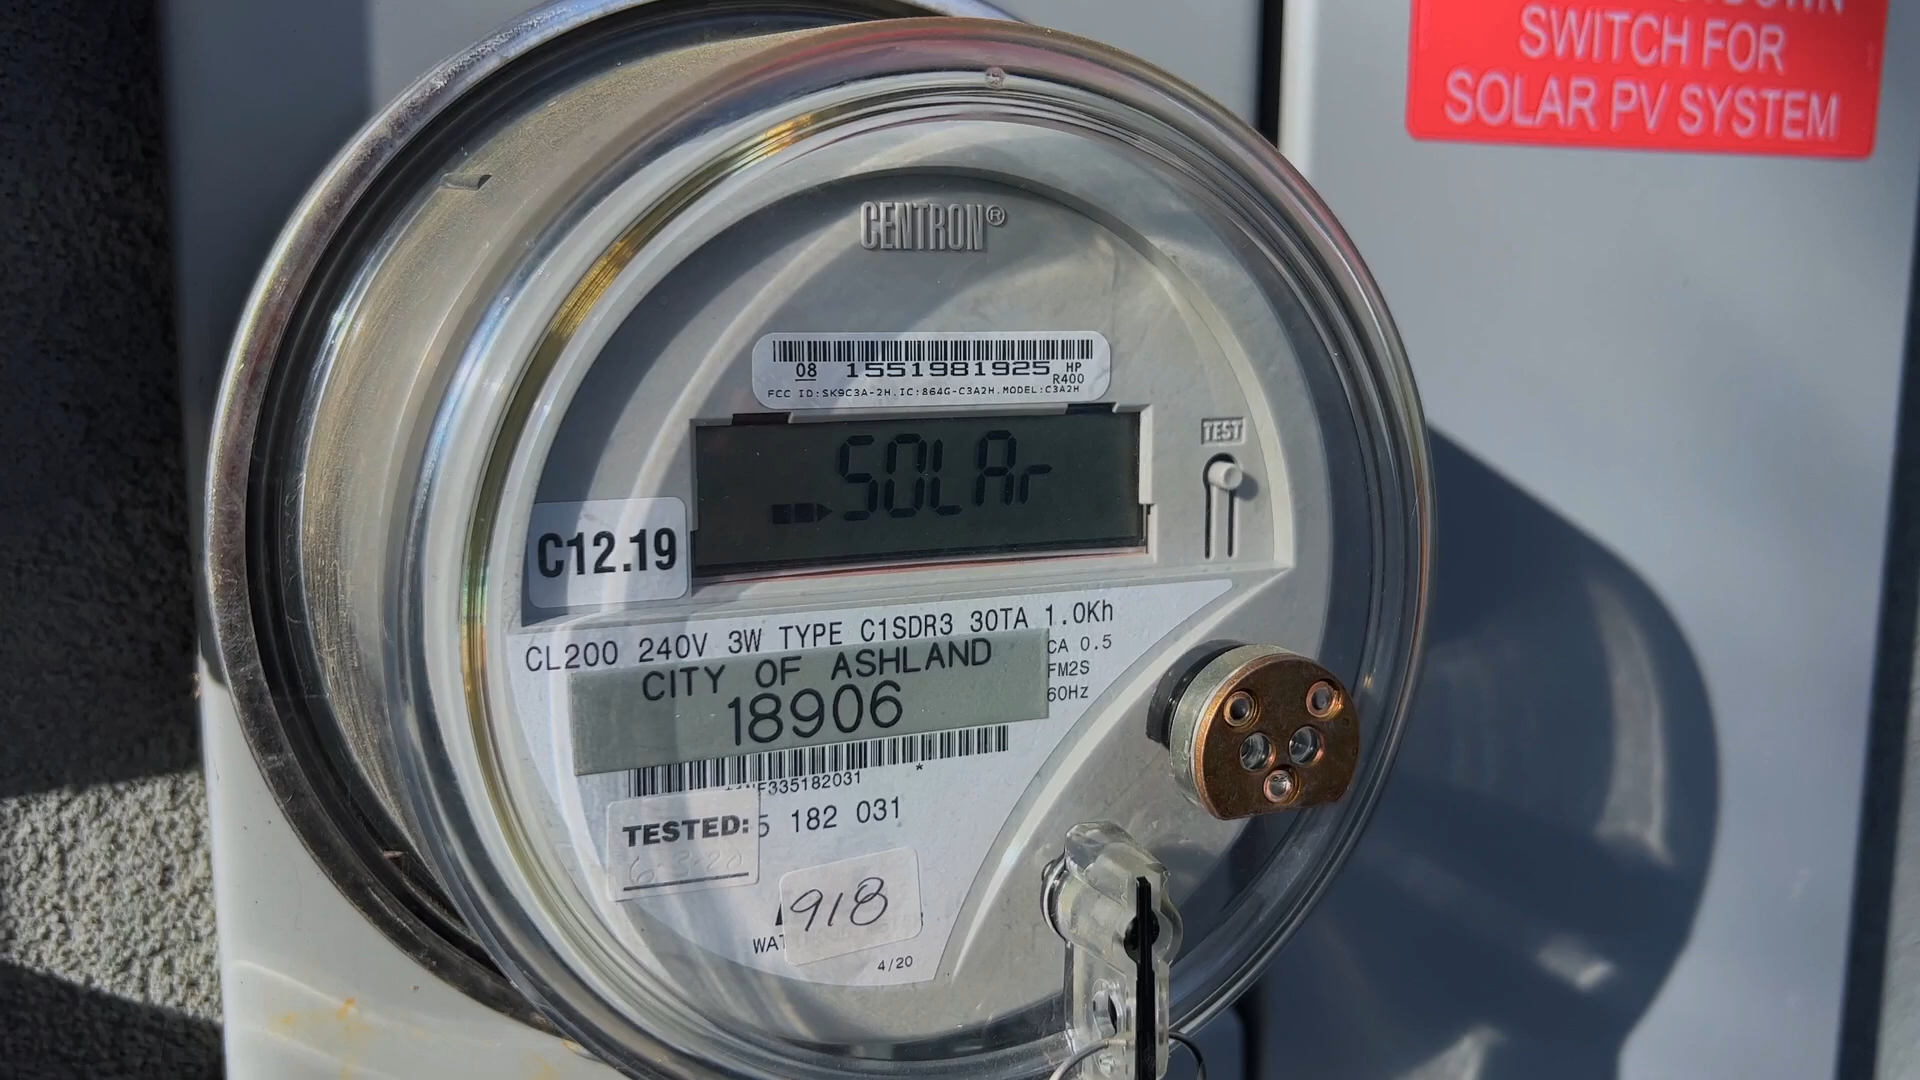 SWITCH FOR
SOLAR PV SYSTEM
CENTRON®
08 1551981925 HP
R400
FCC ID:SK9C3A-2H.IC:864G-C3A2H.MODEL:C3A2H
TEST
SOLAr
C12.19
CL200 240V 3W TYPE C1SDR3 30TA 1.0Kh
CA 0.5
CITY OF ASHLAND
FM2S
18906
60Hz
*
335182031
TESTED:
5 182 031
6-3-20
918
4/20